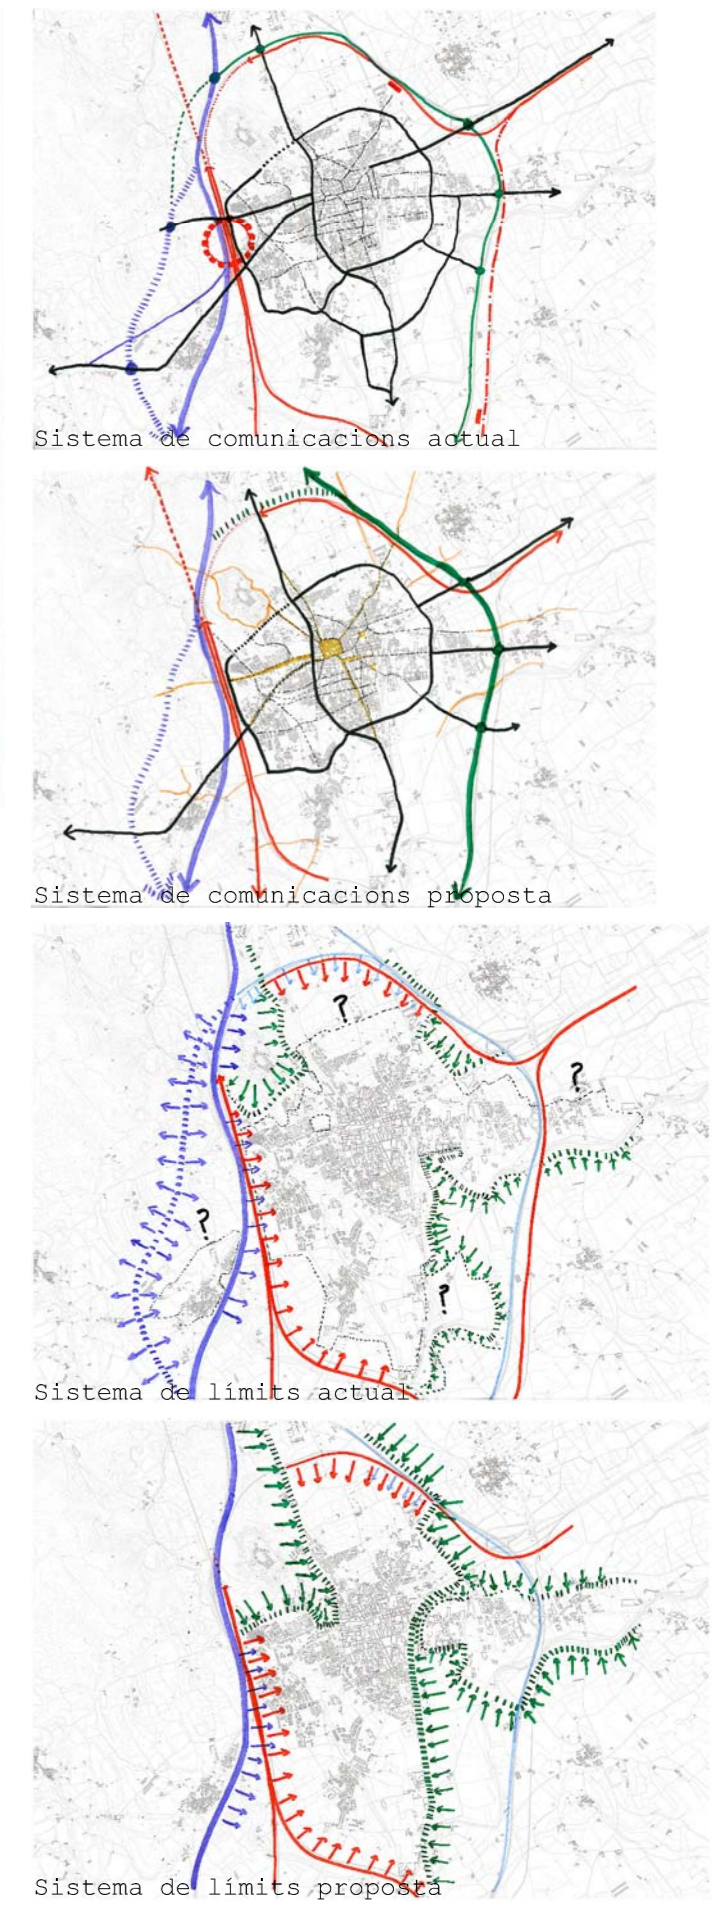 Sistema de comunicacions actual
Sistema de comunicacions proposta
?
?
?
?
Sistema de límits actual
Sistema de límits proposta